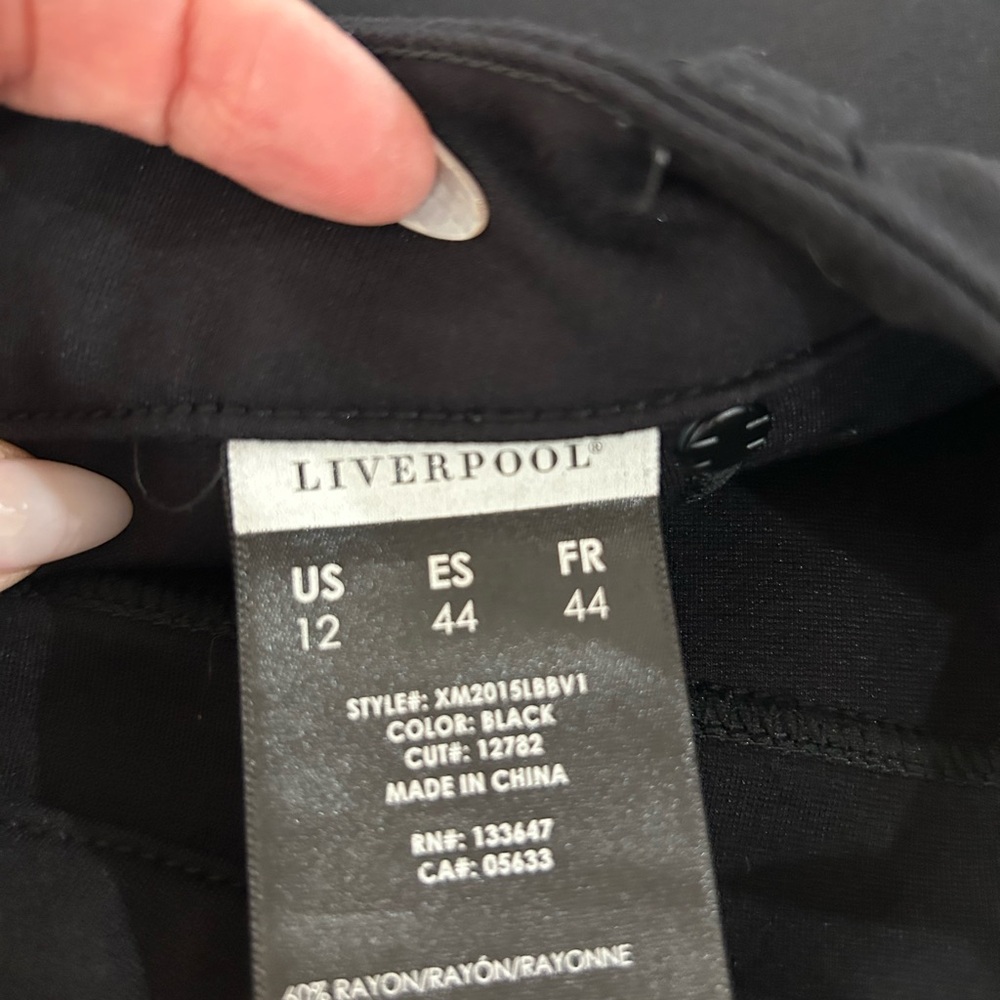 LIVERPOOL®
US ES FR
12 44 44
STYLE#: XM2015LBBV1
COLOR: BLACK
CUT#: 12782
MADE IN CHINA
RN#: 133647
CA#: 05633
60% RAYON/RAYÓN/RAYONNE